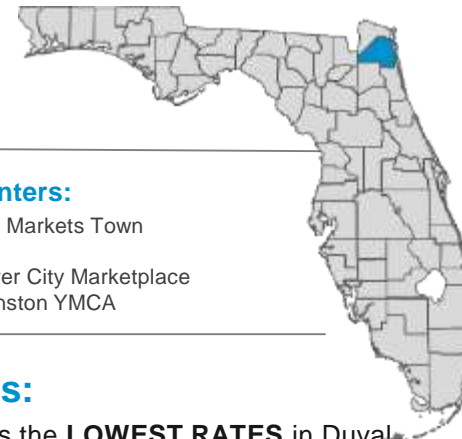 nters:
Markets Town
er City Marketplace
nston YMCA
s:
s the LOWEST RATES in Duval